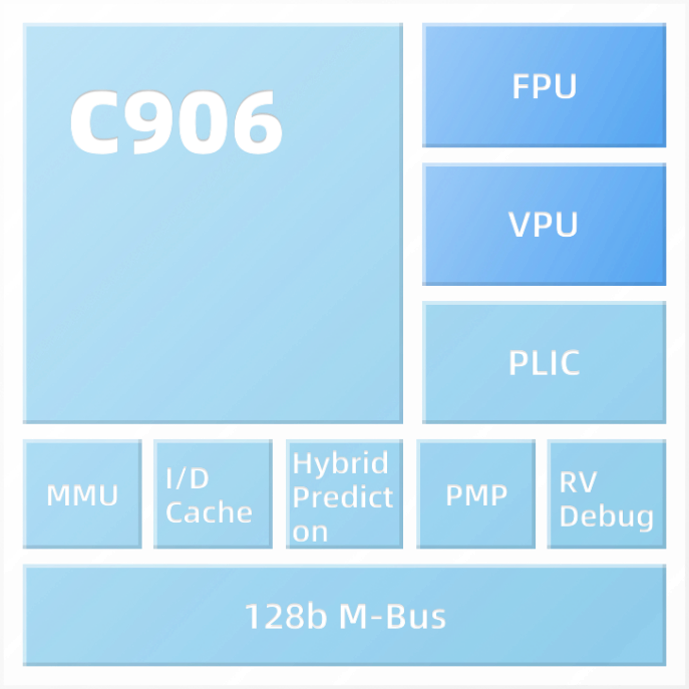 C906
FPU
VPU
PLIC
MMU
I/D
Cache
Hybrid
Predict
on
PMP
RV
Debug
128b M-Bus